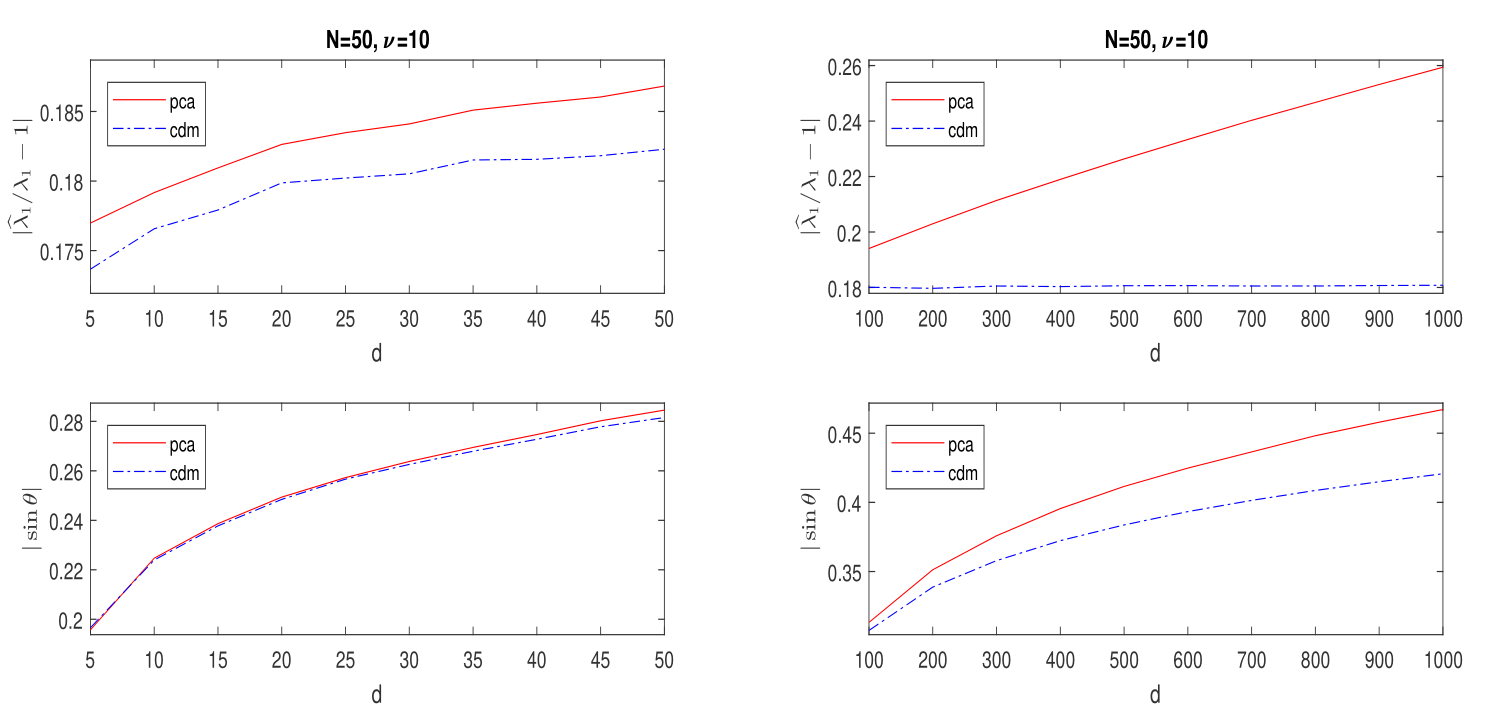 N=50, ν=10
pca
cdm
|λ̂₁/λ₁ − 1|
0.185
0.18
0.175
5 10 15 20 25 30 35 40 45 50
d
N=50, ν=10
pca
cdm
|λ̂₁/λ₁ − 1|
0.26
0.24
0.22
0.2
0.18
100 200 300 400 500 600 700 800 900 1000
d
pca
cdm
| sin θ|
0.28
0.26
0.24
0.22
0.2
5 10 15 20 25 30 35 40 45 50
d
pca
cdm
| sin θ|
0.45
0.4
0.35
100 200 300 400 500 600 700 800 900 1000
d